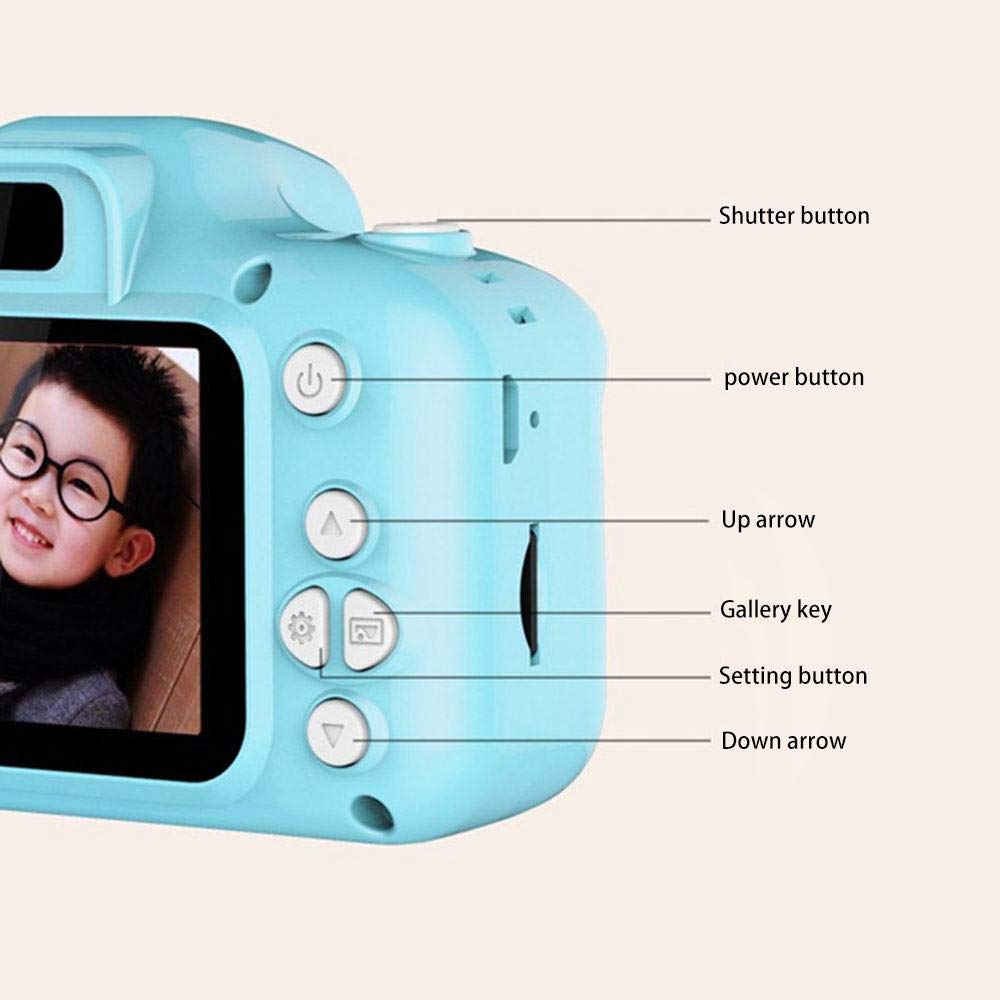 Shutter button
power button
Up arrow
Gallery key
Setting button
Down arrow